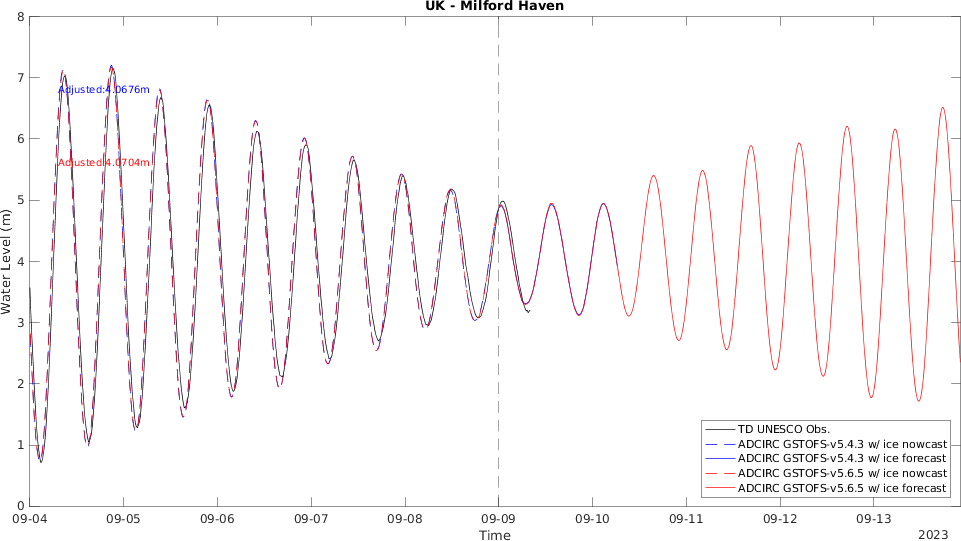 UK - Milford Haven
8
7
6
5
4
3
2
1
0
Water Level (m)
Adjusted:4.0676m
Adjusted:4.0704m
TD UNESCO Obs.
ADCIRC GSTOFS-v5.4.3 w/ ice nowcast
ADCIRC GSTOFS-v5.4.3 w/ ice forecast
ADCIRC GSTOFS-v5.6.5 w/ ice nowcast
ADCIRC GSTOFS-v5.6.5 w/ ice forecast
09-04 09-05 09-06 09-07 09-08 09-09 09-10 09-11 09-12 09-13
Time
2023